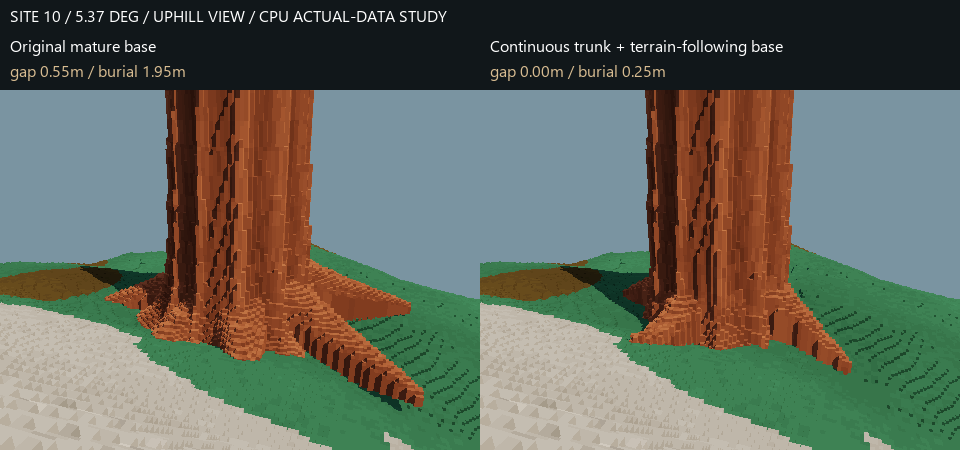 SITE 10 / 5.37 DEG / UPHILL VIEW / CPU ACTUAL-DATA STUDY
Original mature base
gap 0.55m / burial 1.95m
Continuous trunk + terrain-following base
gap 0.00m / burial 0.25m